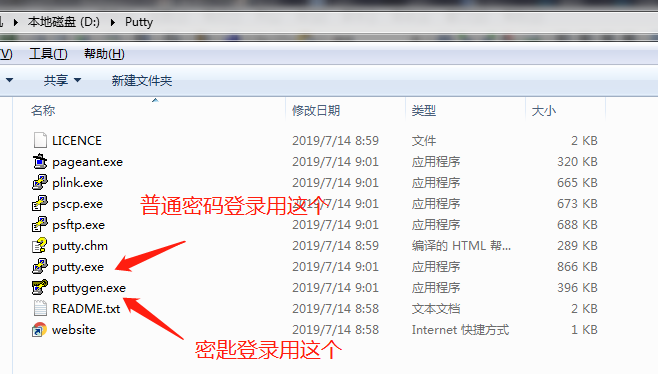 ▸ 本地磁盘 (D:) ▸ Putty
(V) 工具(T) 帮助(H)
共享 新建文件夹
名称 修改日期 类型 大小
LICENCE 2019/7/14 8:59 文件 2 KB
pageant.exe 2019/7/14 9:01 应用程序 320 KB
plink.exe 2019/7/14 9:01 应用程序 665 KB
pscp.exe 2019/7/14 9:01 应用程序 673 KB
普通密码登录用这个
psftp.exe 2019/7/14 9:01 应用程序 688 KB
putty.chm 2019/7/14 8:59 编译的 HTML 帮... 289 KB
putty.exe 2019/7/14 9:01 应用程序 866 KB
puttygen.exe 2019/7/14 9:01 应用程序 396 KB
README.txt 2019/7/14 8:58 文本文档 2 KB
website 2019/7/14 8:58 Internet 快捷方式 1 KB
密匙登录用这个